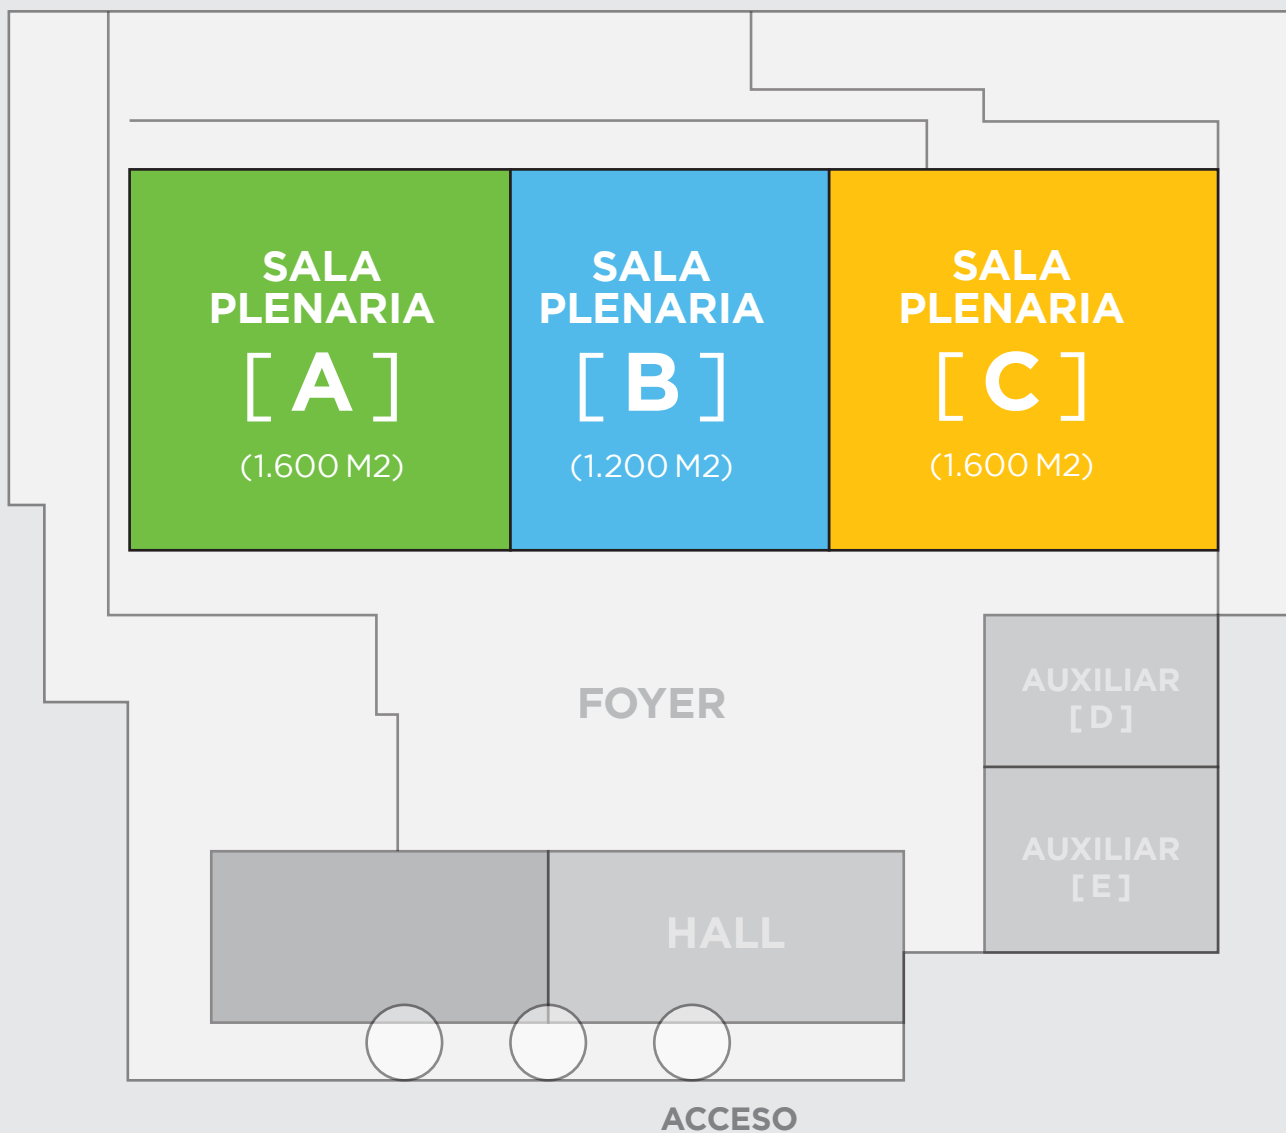 SALA
PLENARIA
[ A ]
(1.600 M2)
SALA
PLENARIA
[ B ]
(1.200 M2)
SALA
PLENARIA
[ C ]
(1.600 M2)
FOYER
AUXILIAR
[ D ]
AUXILIAR
[ E ]
HALL
ACCESO